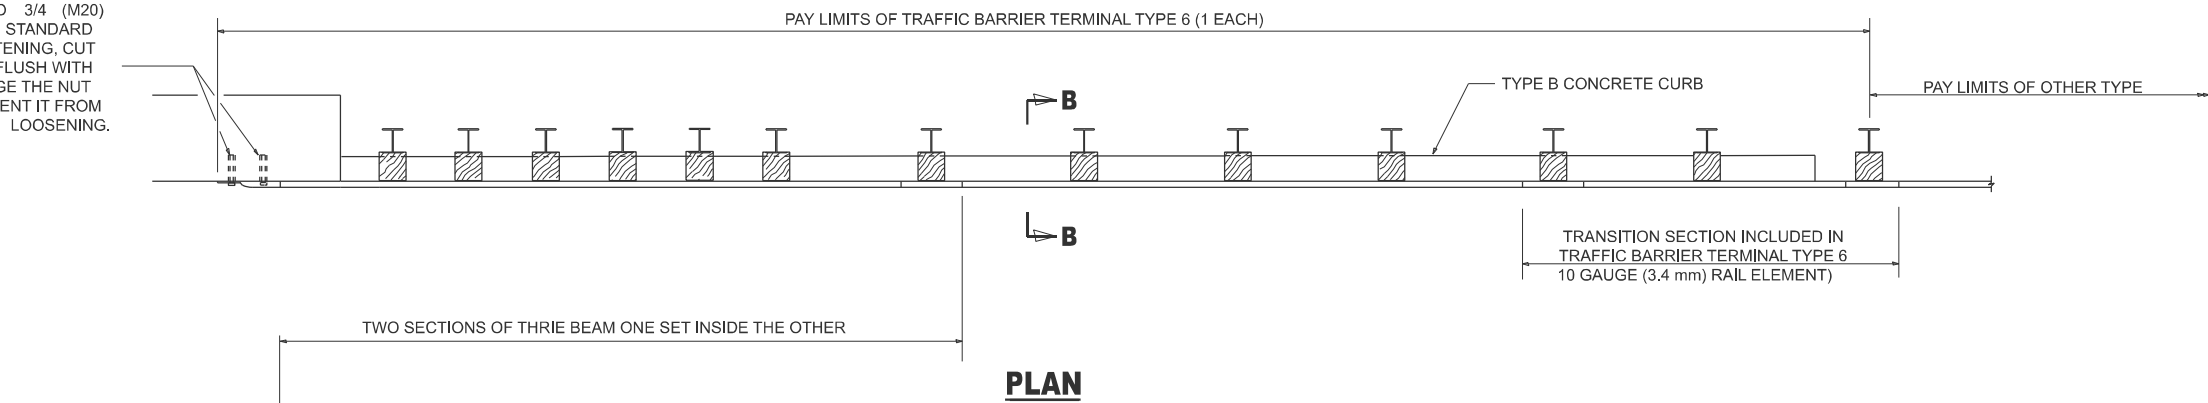 D 3/4 (M20)
STANDARD
TENING, CUT
FLUSH WITH
GE THE NUT
ENT IT FROM
LOOSENING.
PAY LIMITS OF TRAFFIC BARRIER TERMINAL TYPE 6 (1 EACH)
B
TYPE B CONCRETE CURB
PAY LIMITS OF OTHER TYPE
B
TRANSITION SECTION INCLUDED IN
TRAFFIC BARRIER TERMINAL TYPE 6
10 GAUGE (3.4 mm) RAIL ELEMENT)
TWO SECTIONS OF THRIE BEAM ONE SET INSIDE THE OTHER
PLAN